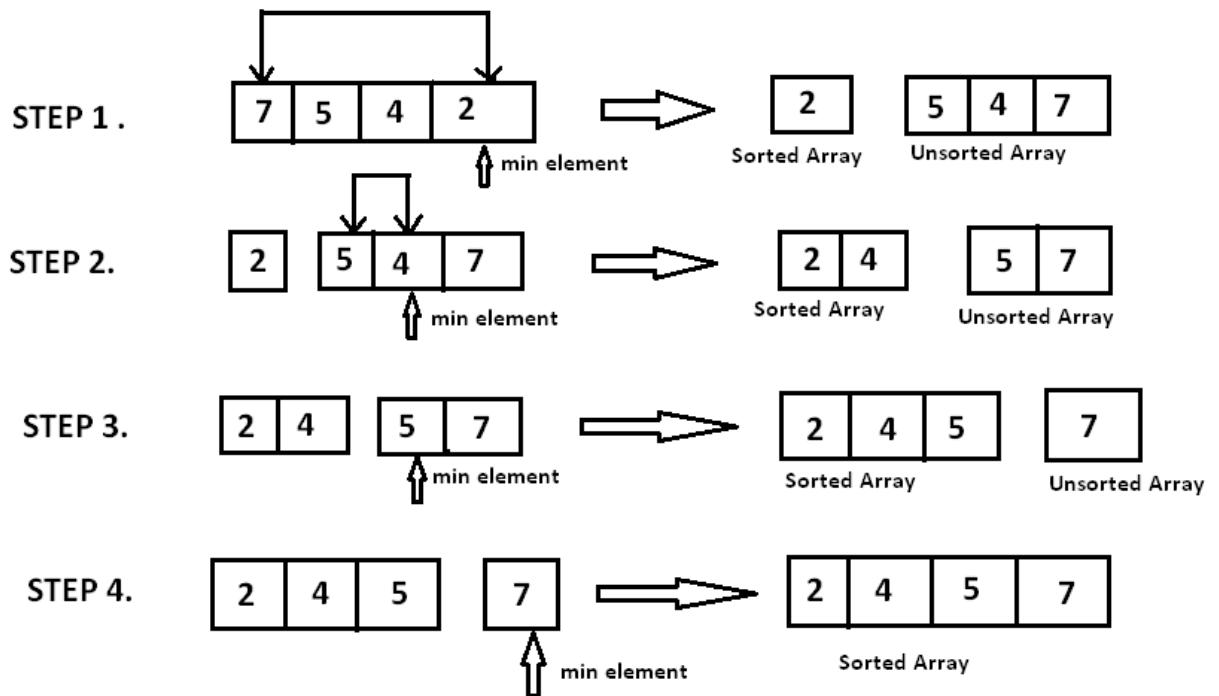 STEP 1 .
7 5 4 2
2
5 4 7
min element
Sorted Array
Unsorted Array
STEP 2.
2
5 4 7
2 4
5 7
min element
Sorted Array
Unsorted Array
STEP 3.
2 4
5 7
2 4 5
7
min element
Sorted Array
Unsorted Array
STEP 4.
2 4 5
7
2 4 5 7
min element
Sorted Array